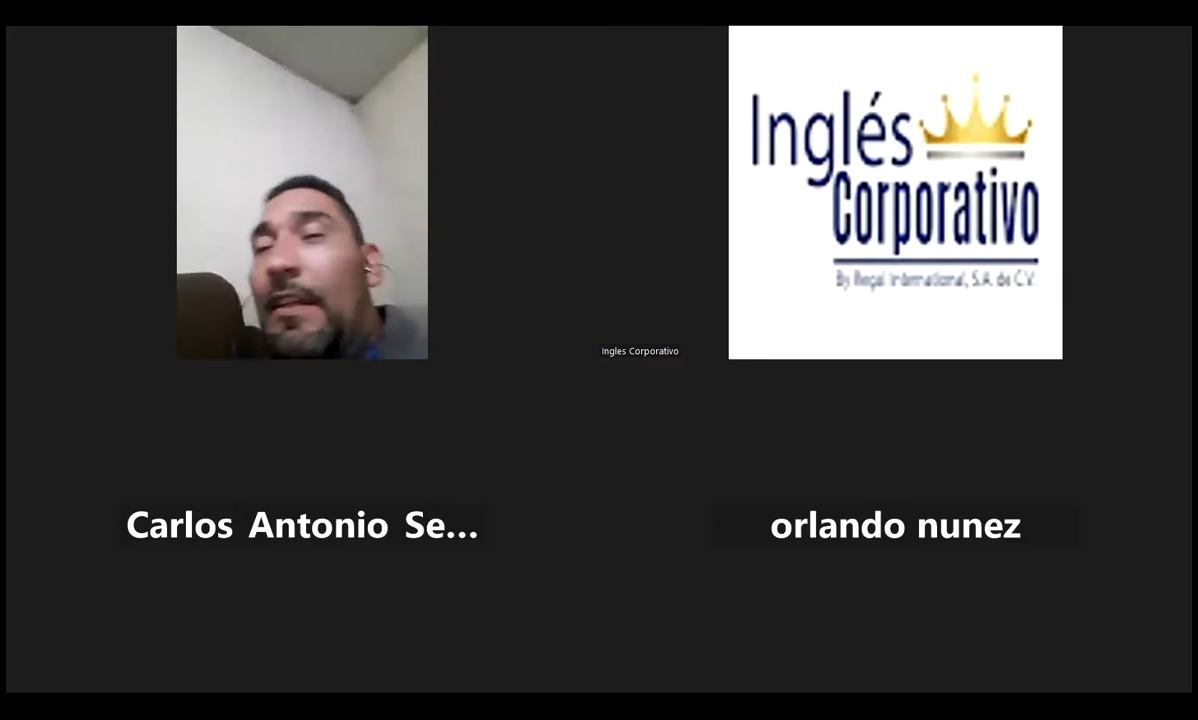 Inglés
Corporativo
By Regal International, S.A. de C.V.
Ingles Corporativo
Carlos Antonio Se...
orlando nunez